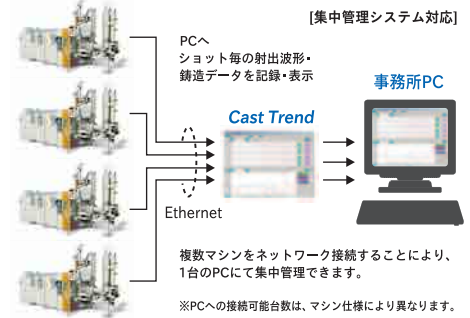 [集中管理システム対応]
PCへ
ショット毎の射出波形・
鋳造データを記録・表示
事務所PC
Cast Trend
Ethernet
複数マシンをネットワーク接続することにより、
1台のPCにて集中管理できます。
※PCへの接続可能台数は、マシン仕様により異なります。